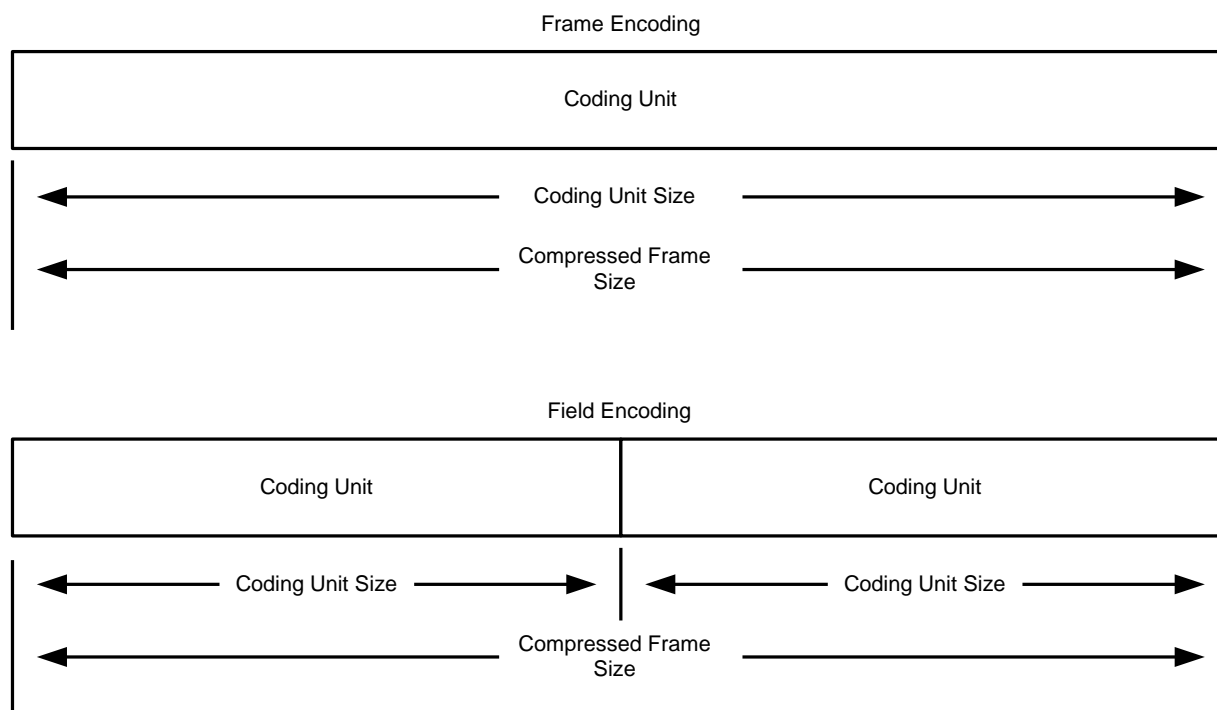 Frame Encoding
Coding Unit
Coding Unit Size
Compressed Frame
Size
Field Encoding
Coding Unit
Coding Unit
Coding Unit Size
Coding Unit Size
Compressed Frame
Size